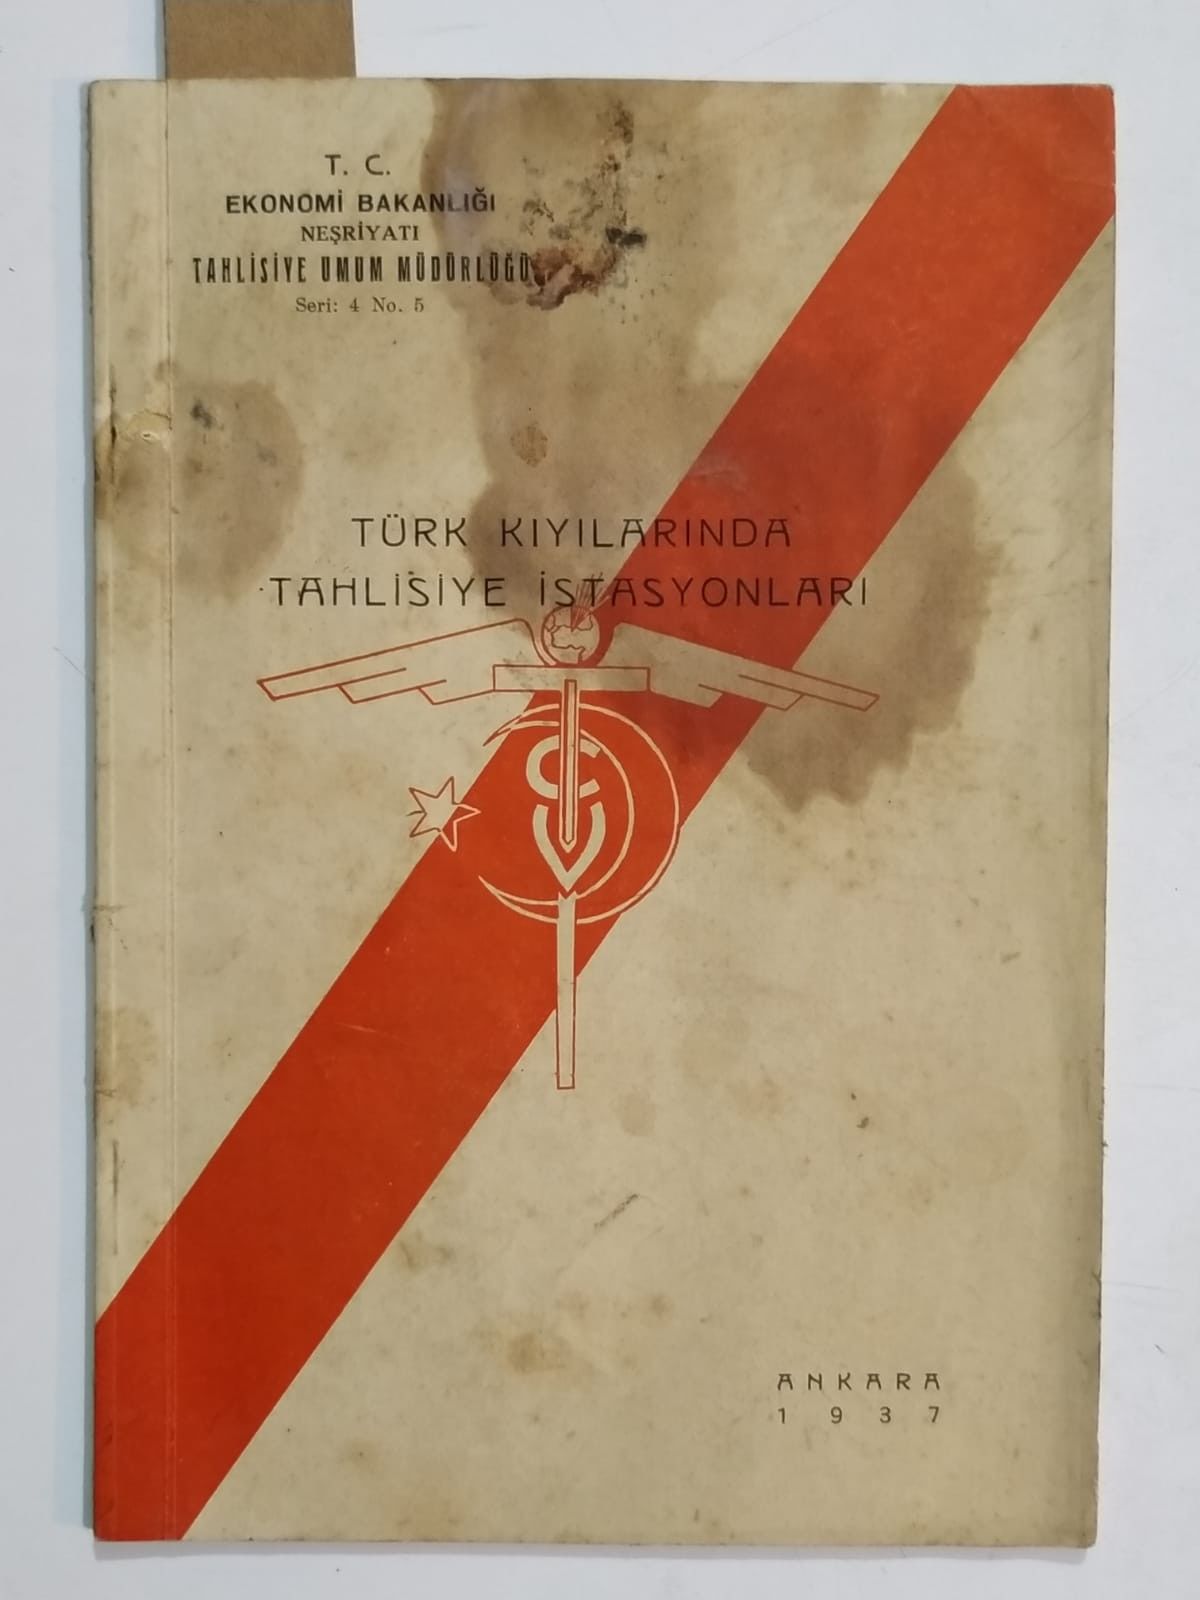 T. C.
EKONOMİ BAKANLIĞI
NEŞRİYATI
TAHLİSİYE UMUM MÜDÜRLÜĞÜ
Seri: 4 No. 5
TÜRK KIYILARINDA
TAHLİSİYE İSTASYONLARI
ANKARA
1937